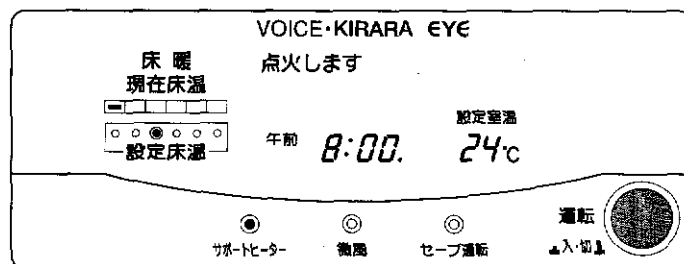 VOICE・KIRARA EYE
床 暖
現在床温
点火します
設定床温
午前 8:00.
設定室温
24℃
サポートヒーター
微風
セーブ運転
運転
入・切